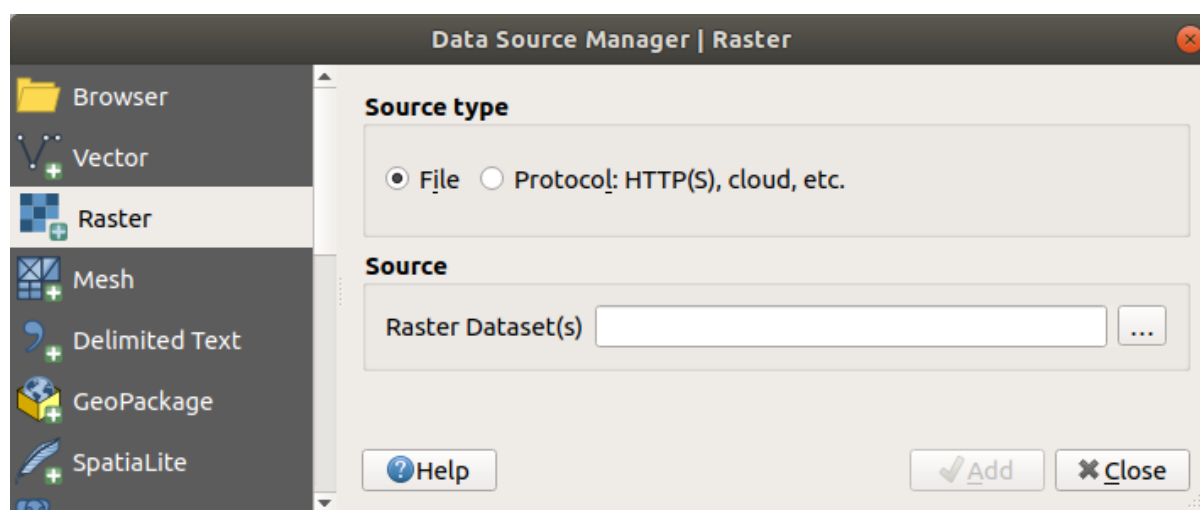 Data Source Manager | Raster
Browser
Vector
Raster
Mesh
Delimited Text
GeoPackage
SpatiaLite
Source type
File
Protocol: HTTP(S), cloud, etc.
Source
Raster Dataset(s)
...
Help
Add
Close